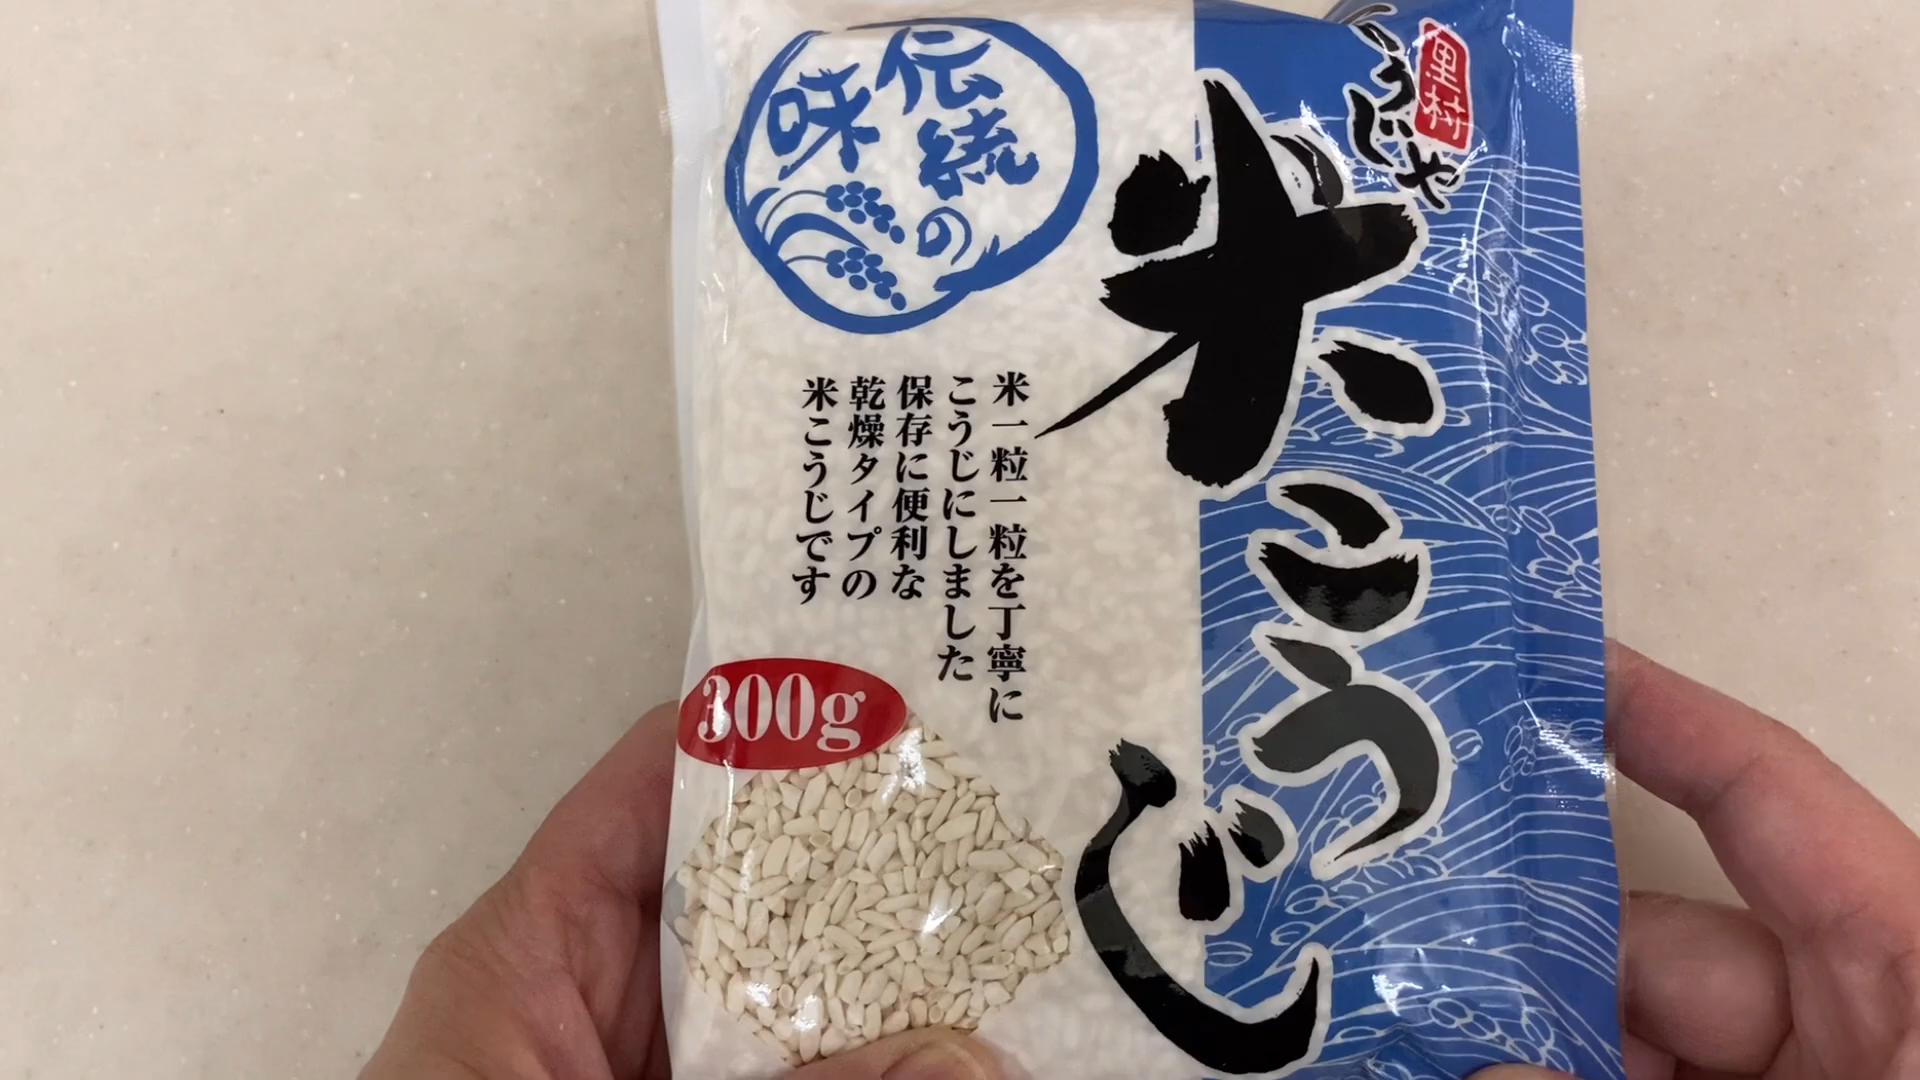 里村
こうじや
米こうじ
伝統の
味
米一粒一粒を丁寧に
こうじにしました
保存に便利な
乾燥タイプの
米こうじです
300g